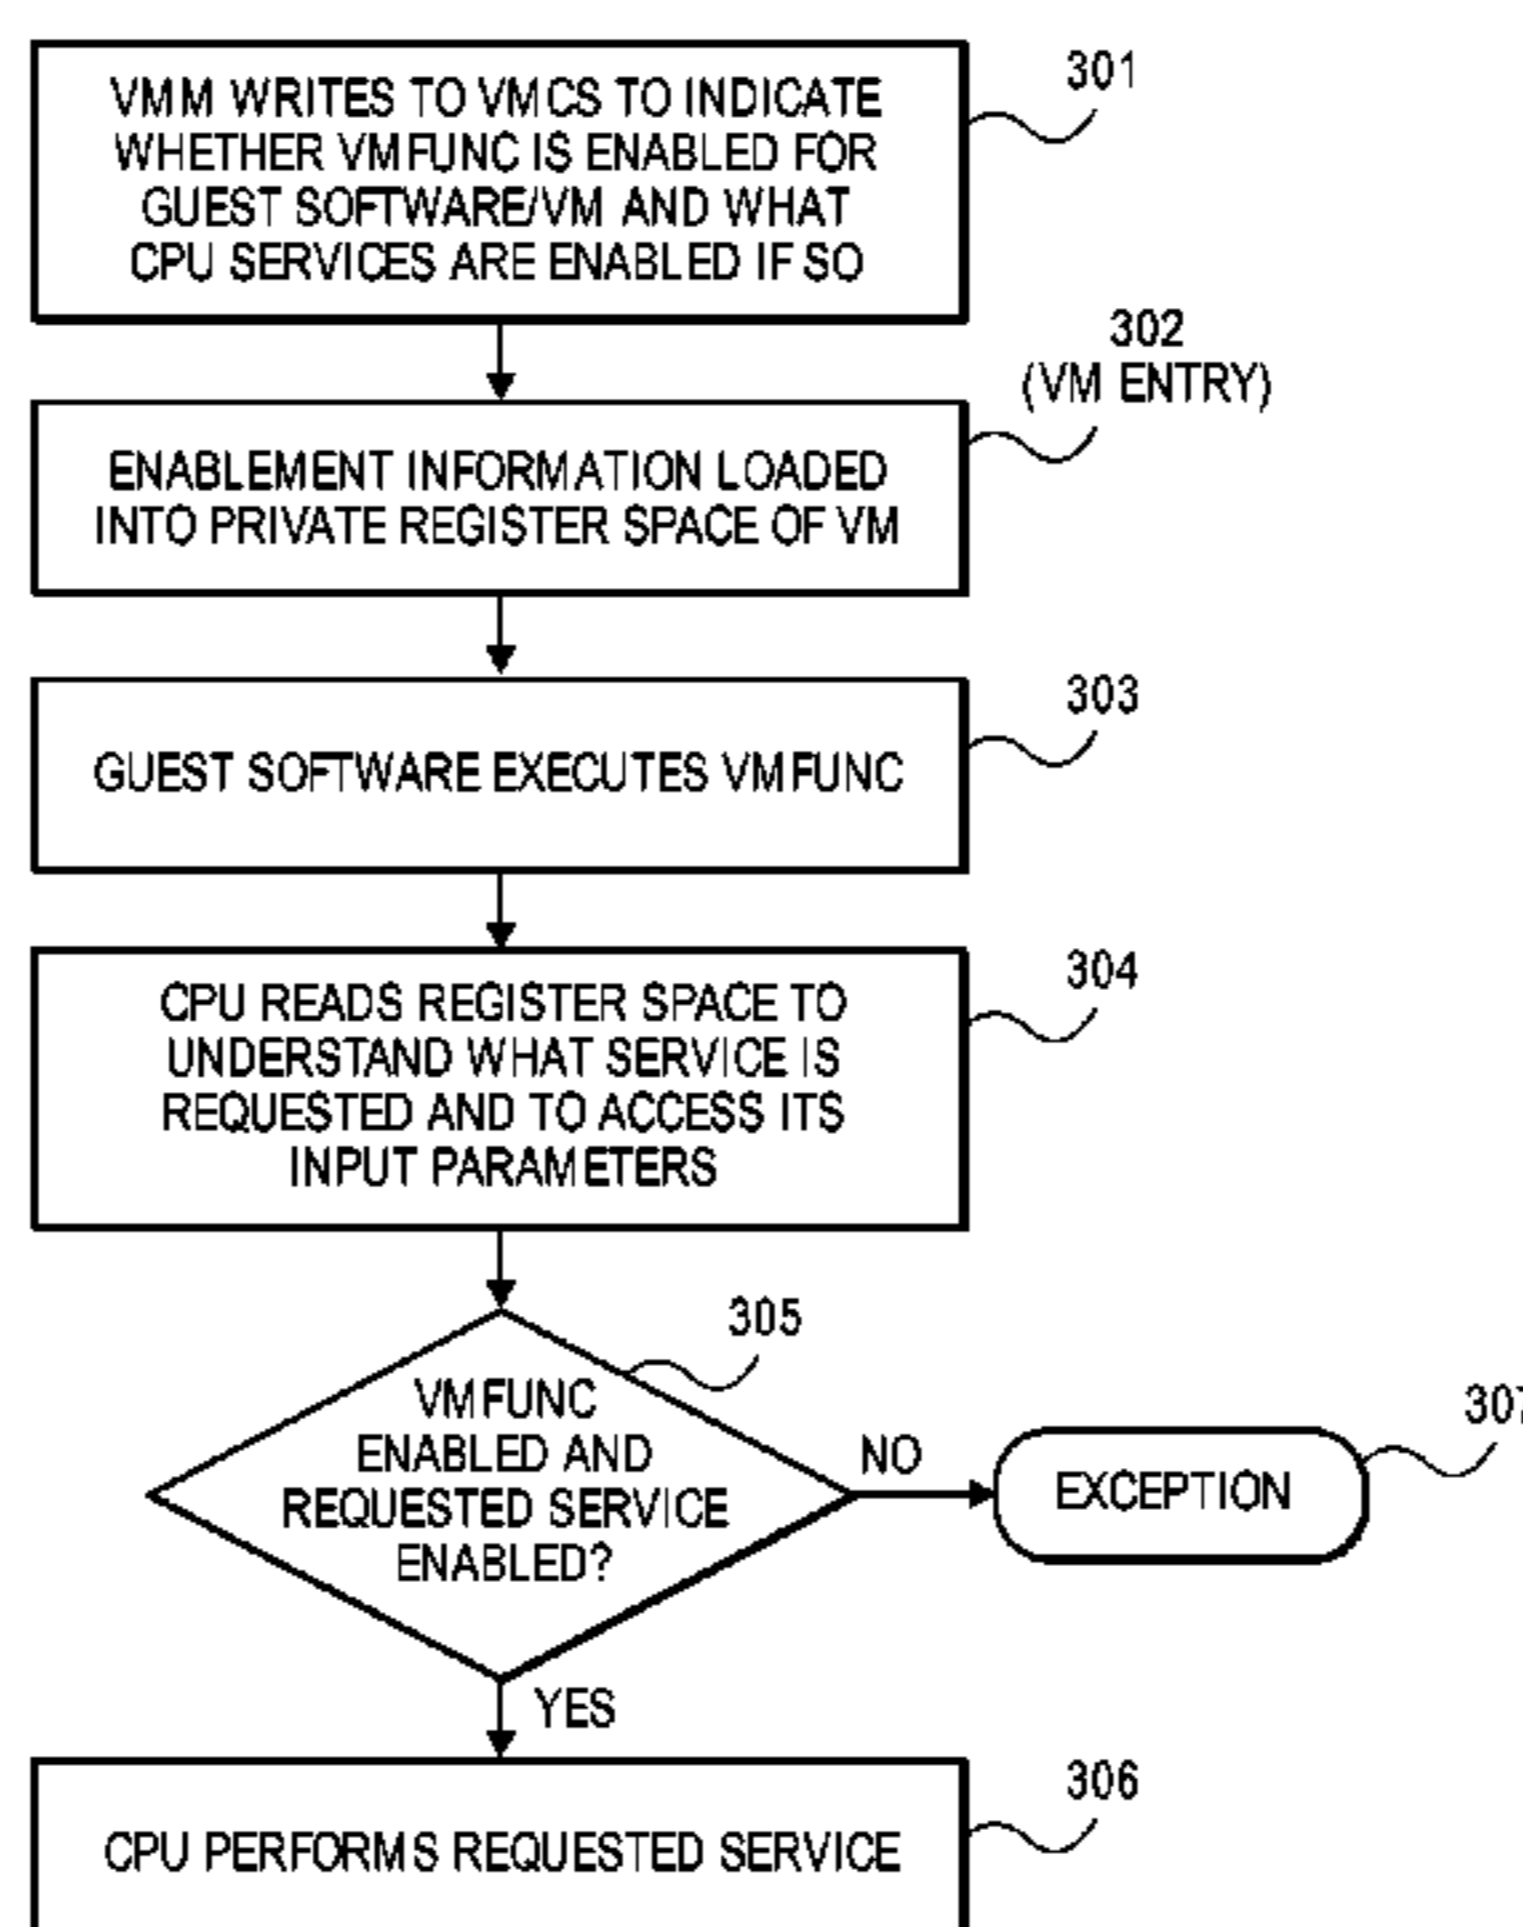 VMM WRITES TO VMCS TO INDICATE
WHETHER VMFUNC IS ENABLED FOR
GUEST SOFTWARE/VM AND WHAT
CPU SERVICES ARE ENABLED IF SO
301
302
(VM ENTRY)
ENABLEMENT INFORMATION LOADED
INTO PRIVATE REGISTER SPACE OF VM
303
GUEST SOFTWARE EXECUTES VMFUNC
304
CPU READS REGISTER SPACE TO
UNDERSTAND WHAT SERVICE IS
REQUESTED AND TO ACCESS ITS
INPUT PARAMETERS
305
VMFUNC
ENABLED AND
REQUESTED SERVICE
ENABLED?
NO
307
EXCEPTION
YES
306
CPU PERFORMS REQUESTED SERVICE